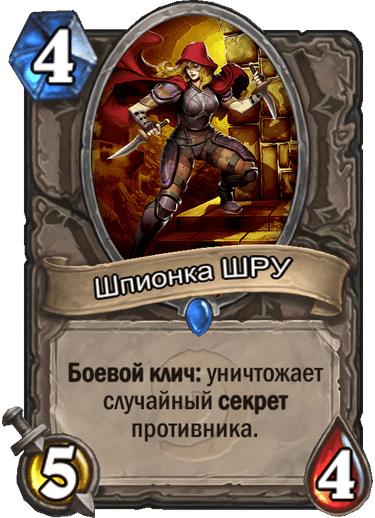 4
Шпионка ШРУ
Боевой клич: уничтожает
случайный секрет
противника.
5
4